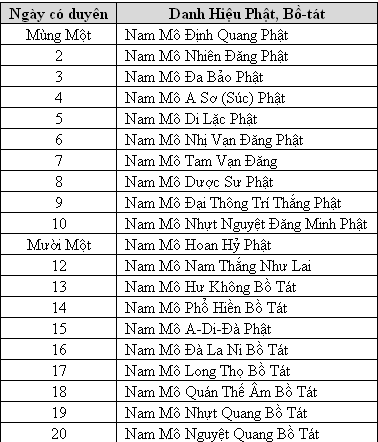 Ngày có duyên Danh Hiệu Phật, Bồ-tát
Mùng Một Nam Mô Định Quang Phật
2 Nam Mô Nhiên Đăng Phật
3 Nam Mô Đa Bảo Phật
4 Nam Mô A Sơ (Súc) Phật
5 Nam Mô Di Lặc Phật
6 Nam Mô Nhị Vạn Đăng Phật
7 Nam Mô Tam Vạn Đăng
8 Nam Mô Dược Sư Phật
9 Nam Mô Đại Thông Trí Thắng Phật
10 Nam Mô Nhựt Nguyệt Đăng Minh Phật
Mười Một Nam Mô Hoan Hỷ Phật
12 Nam Mô Nam Thắng Như Lai
13 Nam Mô Hư Không Bồ Tát
14 Nam Mô Phổ Hiền Bồ Tát
15 Nam Mô A-Di-Đà Phật
16 Nam Mô Đà La Ni Bồ Tát
17 Nam Mô Long Thọ Bồ Tát
18 Nam Mô Quán Thế Âm Bồ Tát
19 Nam Mô Nhựt Quang Bồ Tát
20 Nam Mô Nguyệt Quang Bồ Tát